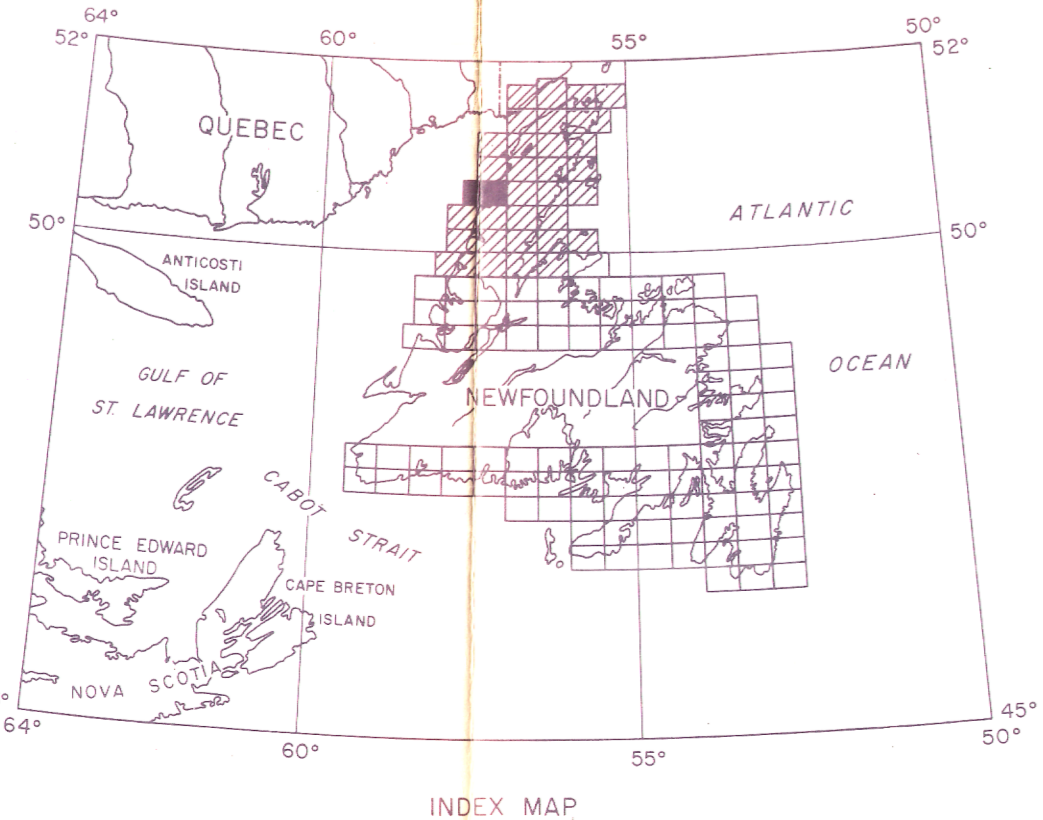 64°
52°
60°
55°
50°
52°
QUEBEC
50°
ATLANTIC
50°
ANTICOSTI
ISLAND
GULF OF
ST. LAWRENCE
OCEAN
NEWFOUNDLAND
CABOT
STRAIT
PRINCE EDWARD
ISLAND
CAPE BRETON
ISLAND
NOVA SCOTIA
°
64°
60°
55°
45°
50°
INDEX MAP